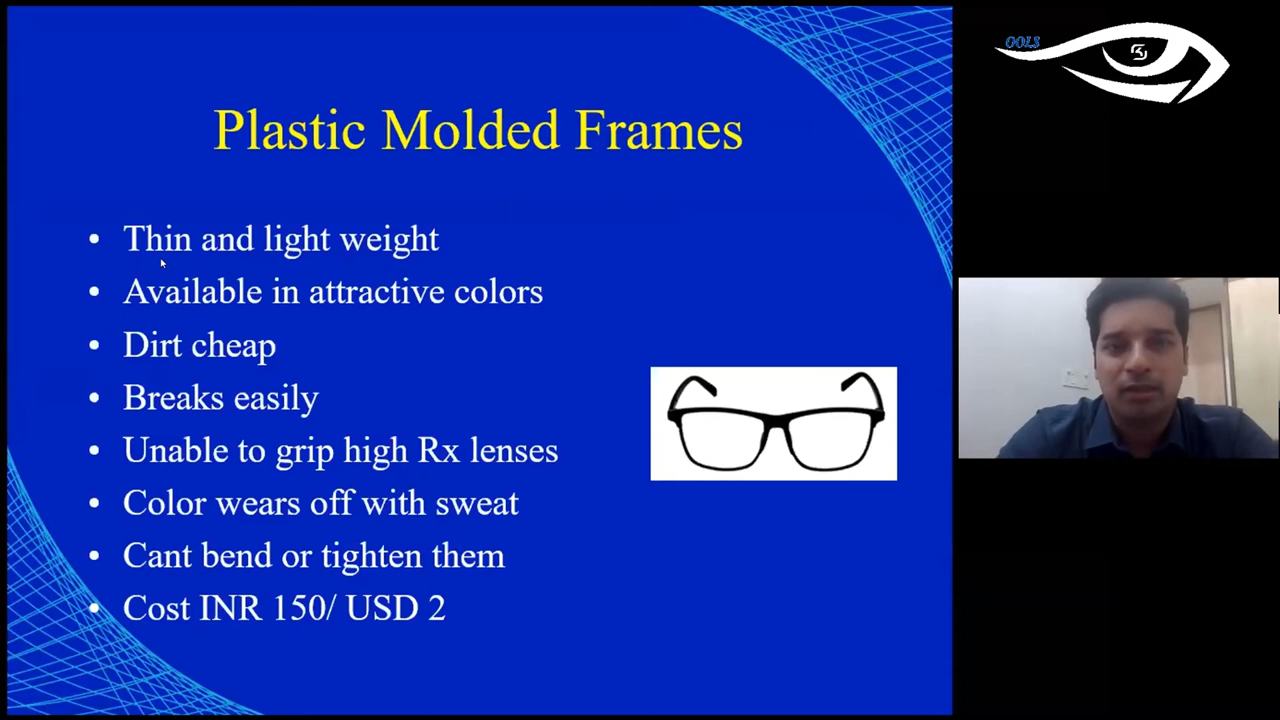 Plastic Molded Frames
• Thin and light weight
• Available in attractive colors
• Dirt cheap
• Breaks easily
• Unable to grip high Rx lenses
• Color wears off with sweat
• Cant bend or tighten them
• Cost INR 150/ USD 2
OOLS